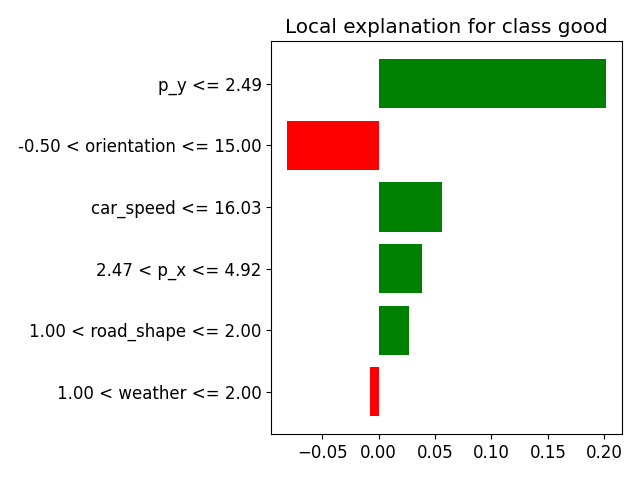 Local explanation for class good
p_y <= 2.49
-0.50 < orientation <= 15.00
car_speed <= 16.03
2.47 < p_x <= 4.92
1.00 < road_shape <= 2.00
1.00 < weather <= 2.00
−0.05 0.00 0.05 0.10 0.15 0.20